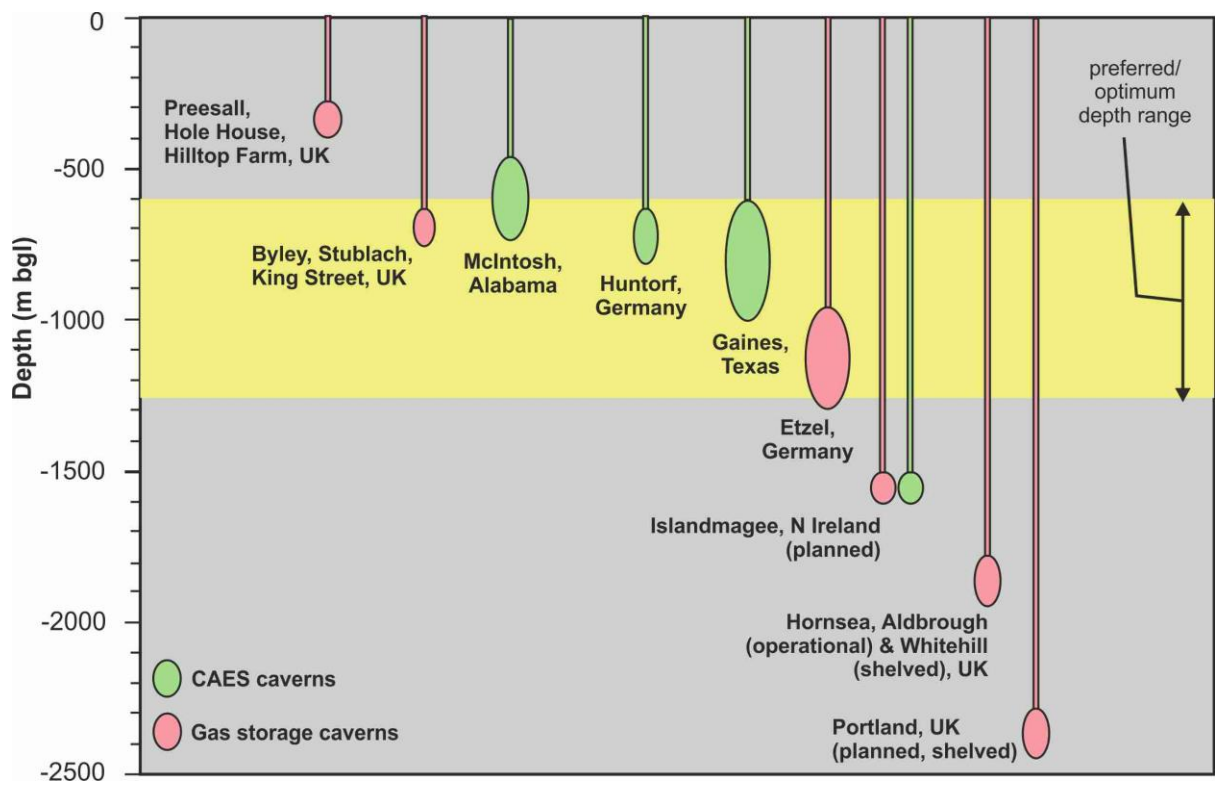 0
-500
-1000
-1500
-2000
-2500
Depth (m bgl)
preferred/
optimum
depth range
Preesall,
Hole House,
Hilltop Farm, UK
Byley, Stublach,
King Street, UK
McIntosh,
Alabama
Huntorf,
Germany
Gaines,
Texas
Etzel,
Germany
Islandmagee, N Ireland
(planned)
Hornsea, Aldbrough
(operational) & Whitehill
(shelved), UK
Portland, UK
(planned, shelved)
CAES caverns
Gas storage caverns